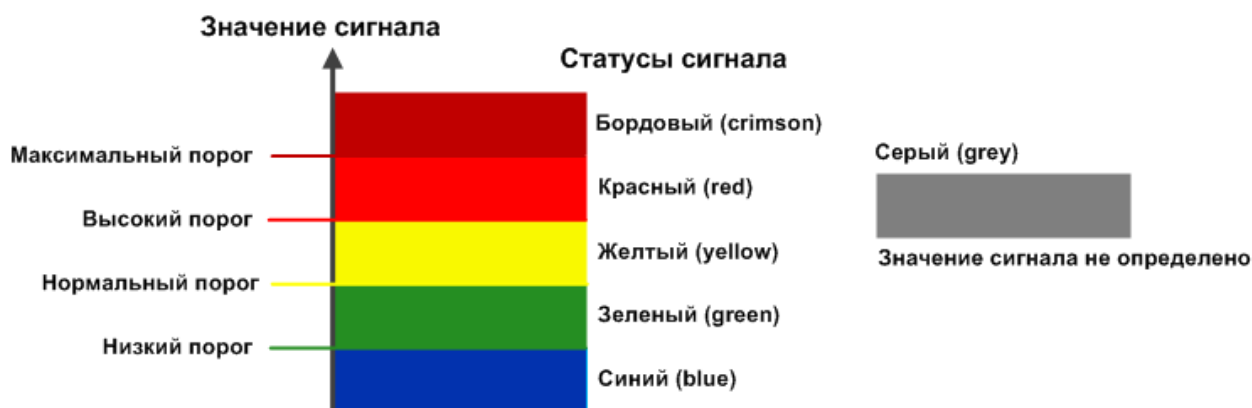 Значение сигнала
Статусы сигнала
Бордовый (crimson)
Максимальный порог
Серый (grey)
Красный (red)
Высокий порог
Желтый (yellow)
Значение сигнала не определено
Нормальный порог
Зеленый (green)
Низкий порог
Синий (blue)